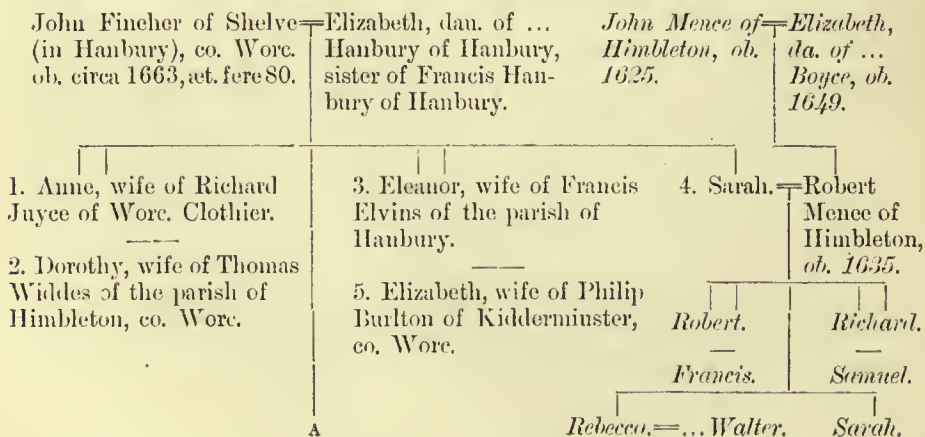 John Fincher of Shelve
(in Hanbury), co. Worc.
ob. circa 1663, æt. fere 80.
Elizabeth, dau. of ...
Hanbury of Hanbury,
sister of Francis Han-
bury of Hanbury.
John Mence of
Himbleton, ob.
1625.
Elizabeth,
da. of ...
Boyce, ob.
1649.
1. Anne, wife of Richard
Juyce of Worc. Clothier.
2. Dorothy, wife of Thomas
Widdes of the parish of
Himbleton, co. Worc.
3. Eleanor, wife of Francis
Elvins of the parish of
Hanbury.
5. Elizabeth, wife of Philip
Burlton of Kidderminster,
co. Worc.
4. Sarah.
Robert
Mence of
Himbleton,
ob. 1635.
Robert.
Richard.
Francis.
Samuel.
A
Rebecca.=... Walter.
Sarah.